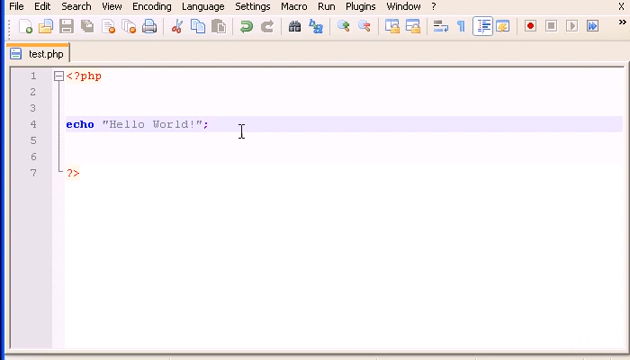 File Edit Search View Encoding Language Settings Macro Run Plugins Window ? X
test.php
1 <?php
2
3
4 echo "Hello World!";
5
6
7 ?>